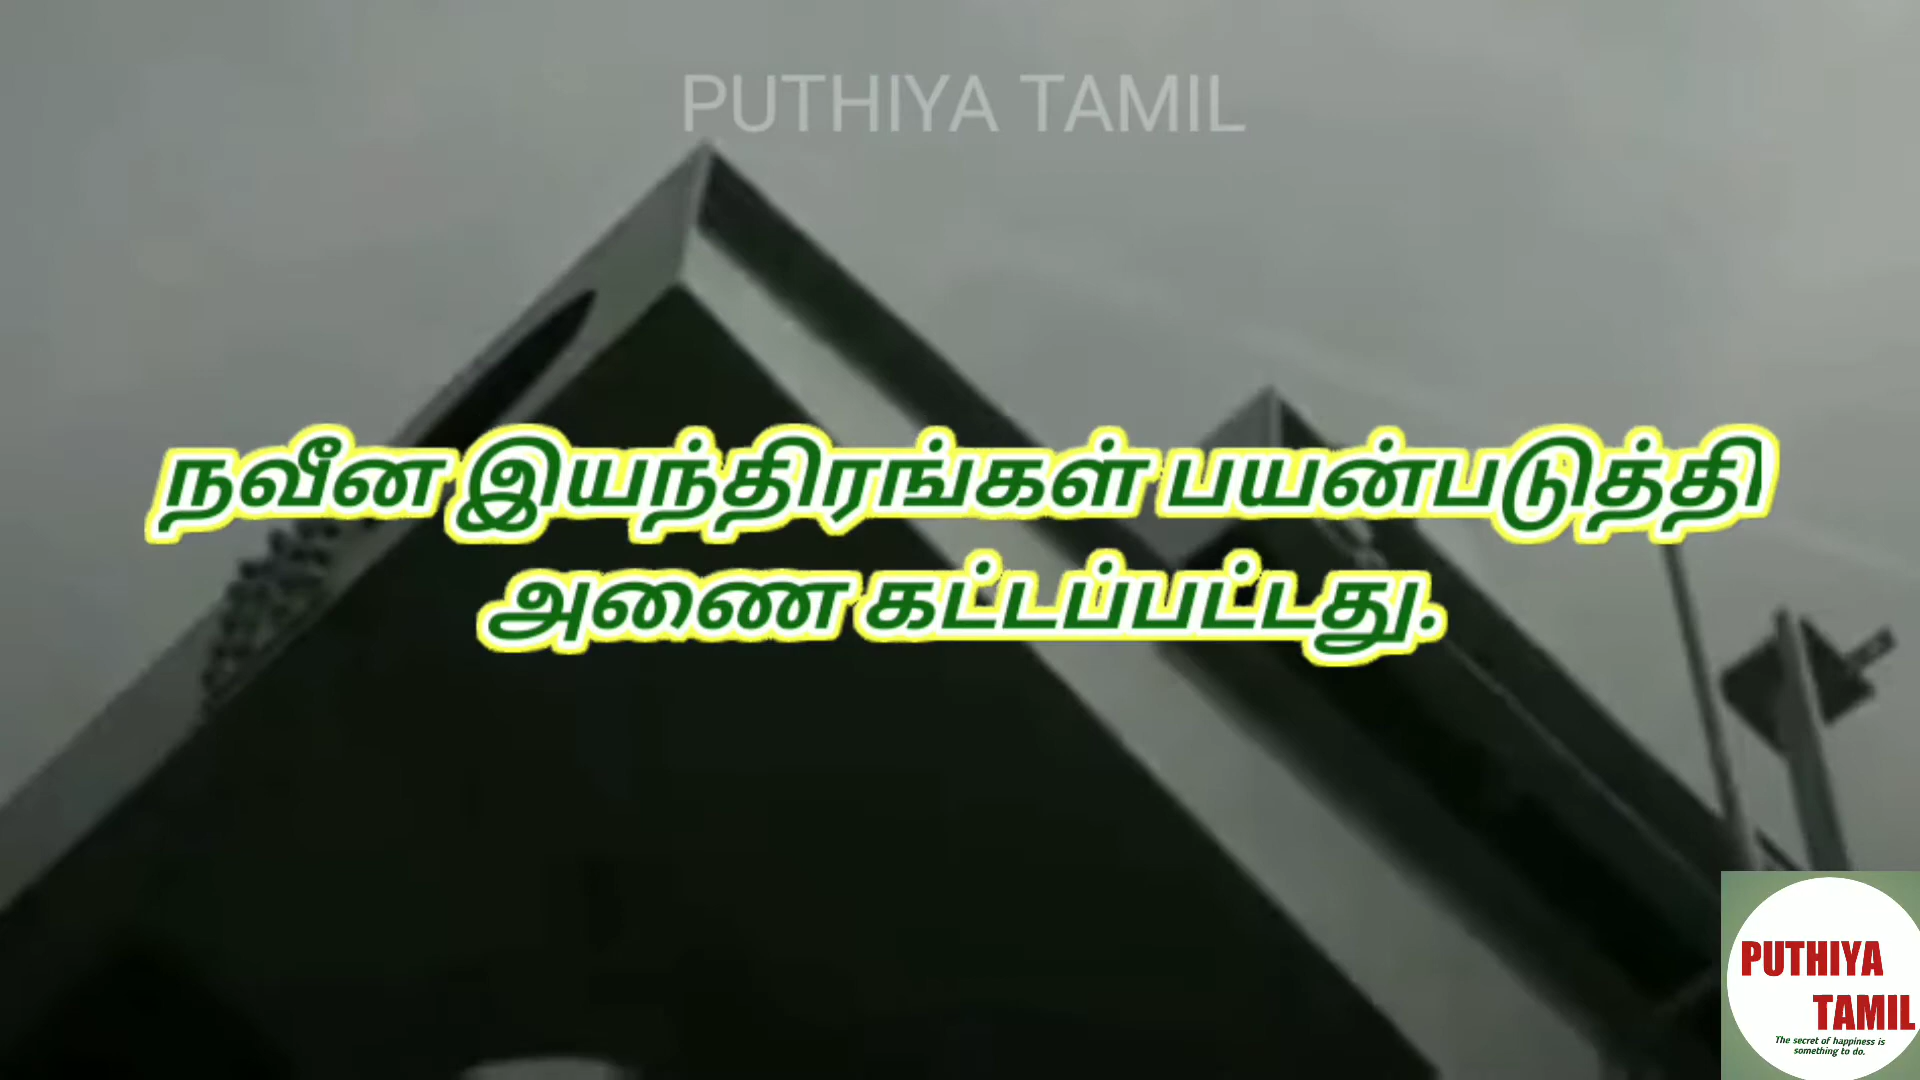 PUTHIYA TAMIL
நவீன இயந்திரங்கள் பயன்படுத்தி
அணை கட்டப்பட்டது.
PUTHIYA
TAMIL
The secret of happiness is
something to do.